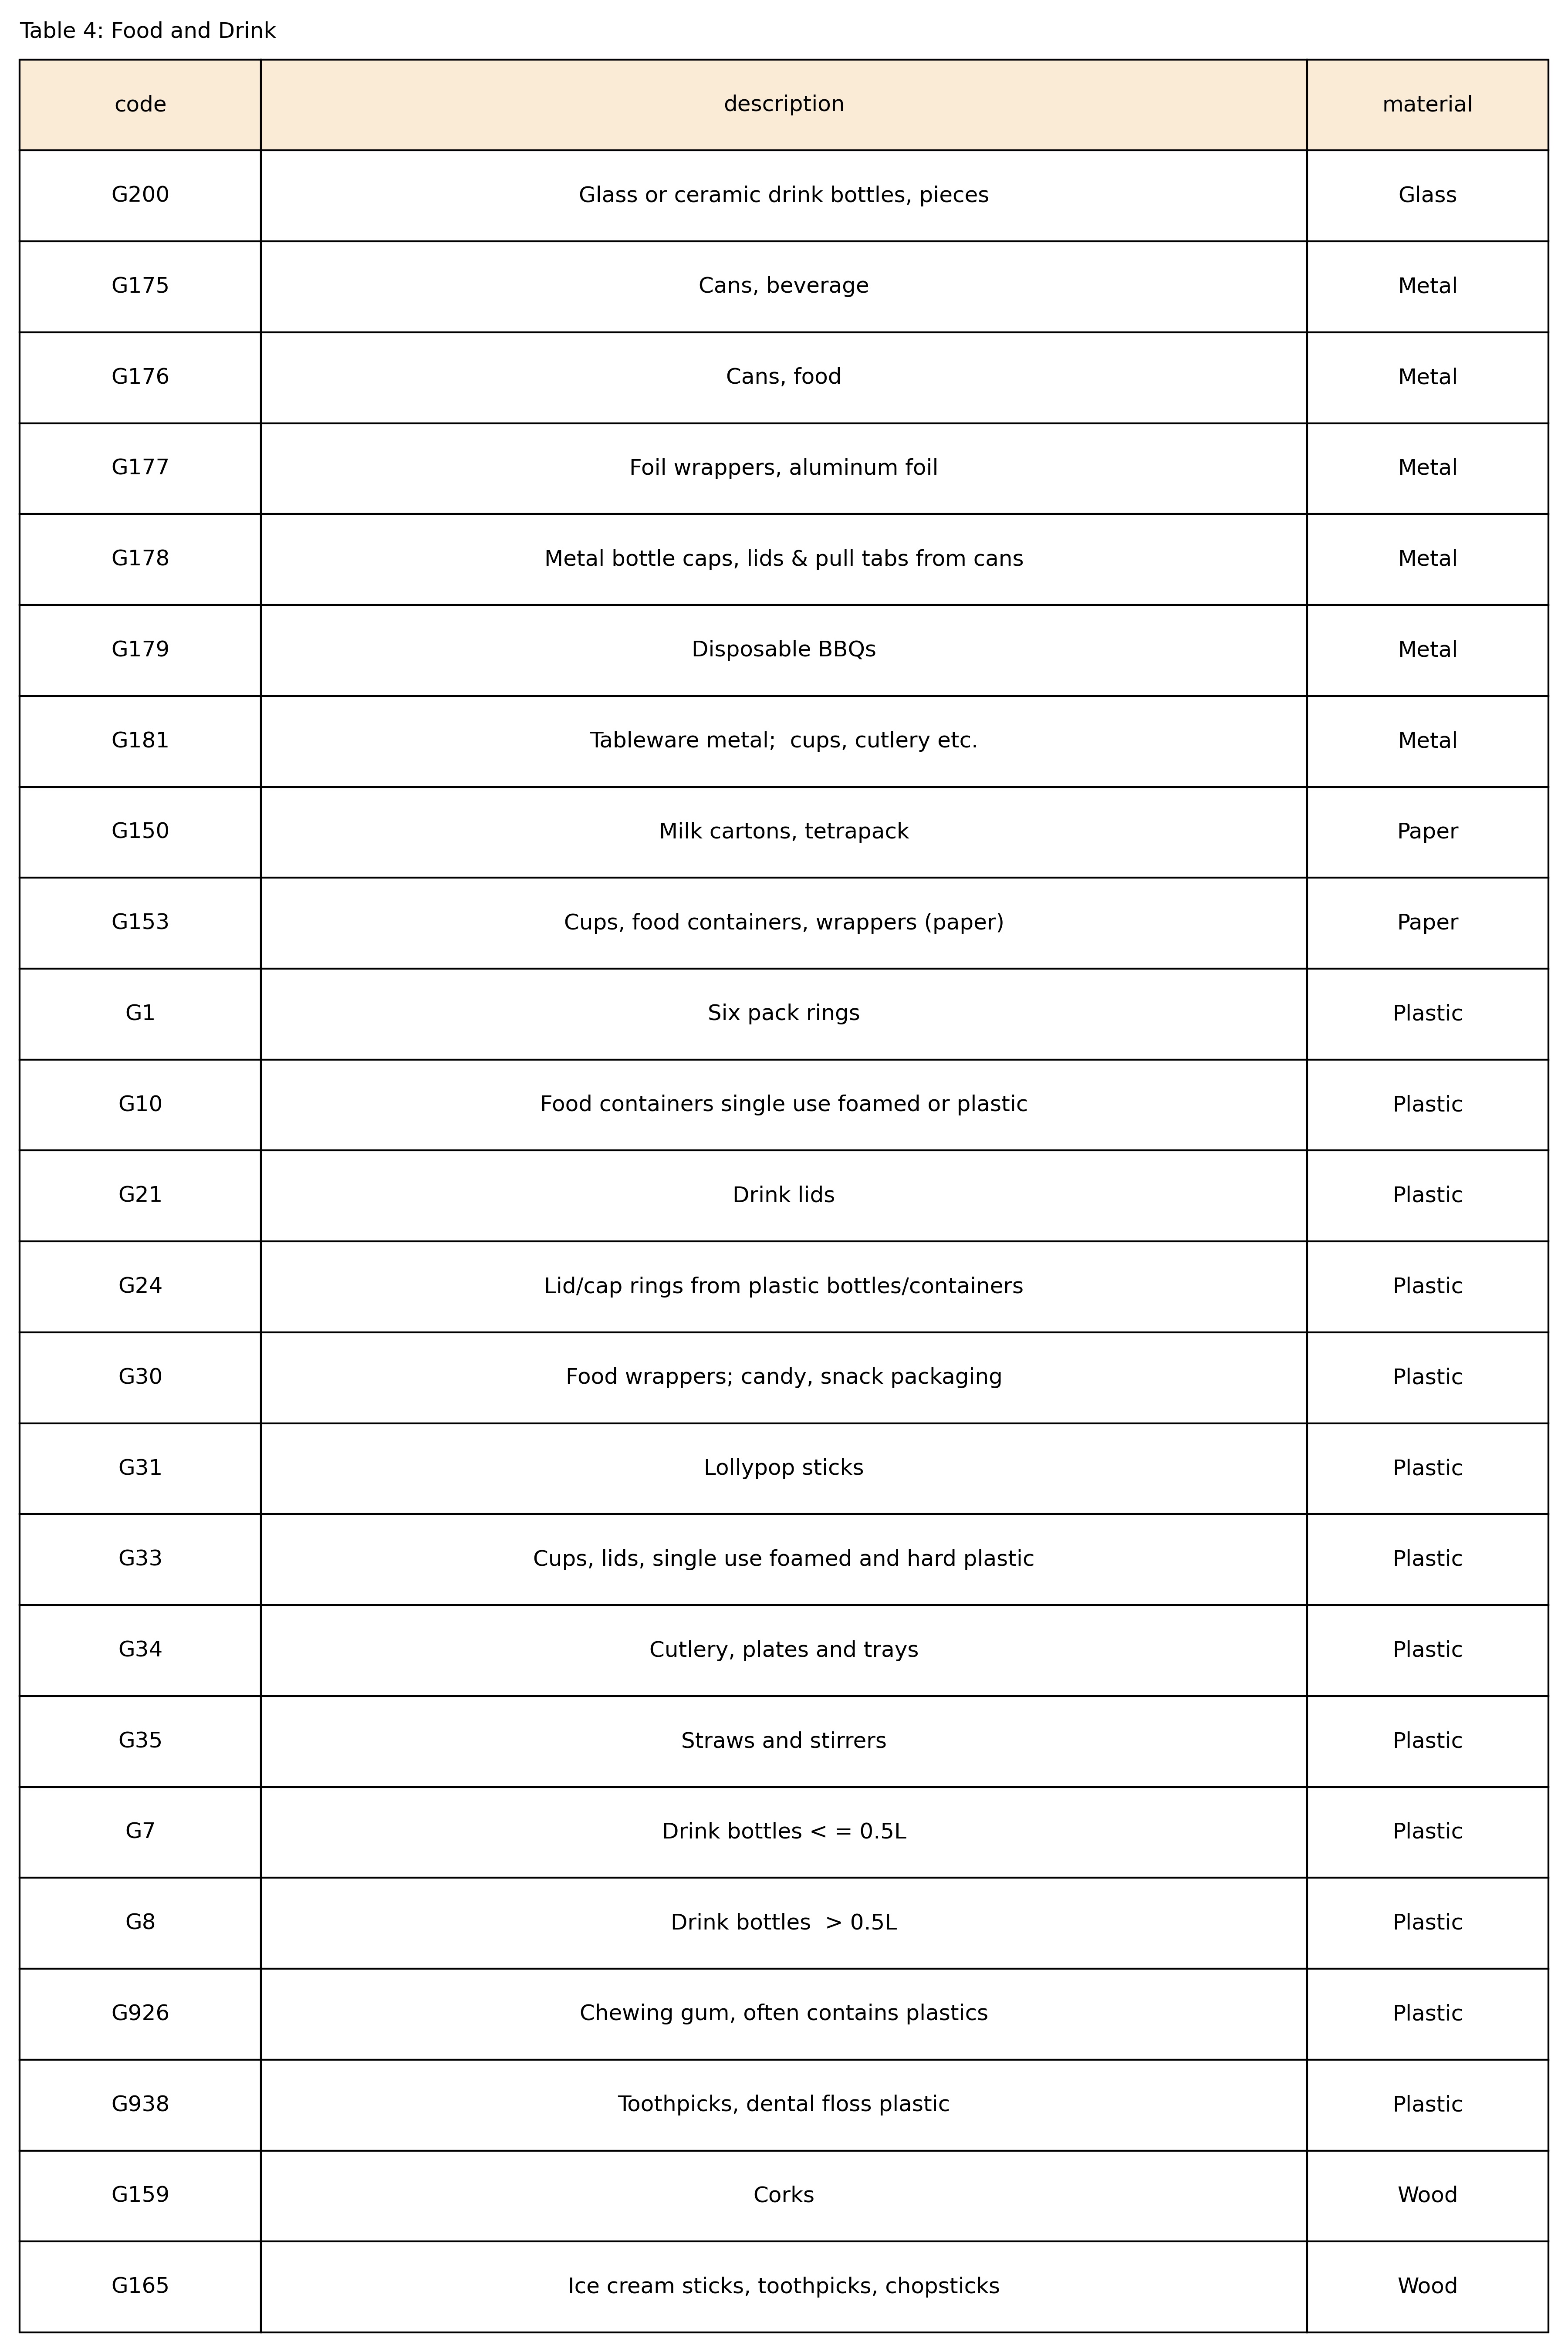 Table 4: Food and Drink
code description material
G200 Glass or ceramic drink bottles, pieces Glass
G175 Cans, beverage Metal
G176 Cans, food Metal
G177 Foil wrappers, aluminum foil Metal
G178 Metal bottle caps, lids & pull tabs from cans Metal
G179 Disposable BBQs Metal
G181 Tableware metal;  cups, cutlery etc. Metal
G150 Milk cartons, tetrapack Paper
G153 Cups, food containers, wrappers (paper) Paper
G1 Six pack rings Plastic
G10 Food containers single use foamed or plastic Plastic
G21 Drink lids Plastic
G24 Lid/cap rings from plastic bottles/containers Plastic
G30 Food wrappers; candy, snack packaging Plastic
G31 Lollypop sticks Plastic
G33 Cups, lids, single use foamed and hard plastic Plastic
G34 Cutlery, plates and trays Plastic
G35 Straws and stirrers Plastic
G7 Drink bottles < = 0.5L Plastic
G8 Drink bottles  > 0.5L Plastic
G926 Chewing gum, often contains plastics Plastic
G938 Toothpicks, dental floss plastic Plastic
G159 Corks Wood
G165 Ice cream sticks, toothpicks, chopsticks Wood